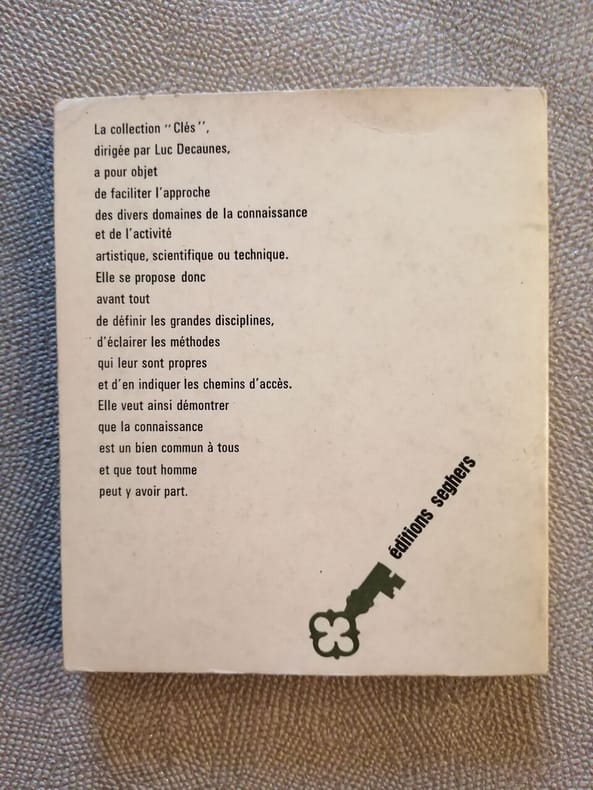 La collection "Clés",
dirigée par Luc Decaunes,
a pour objet
de faciliter l'approche
des divers domaines de la connaissance
et de l'activité
artistique, scientifique ou technique.
Elle se propose donc
avant tout
de définir les grandes disciplines,
d'éclairer les méthodes
qui leur sont propres
et d'en indiquer les chemins d'accès.
Elle veut ainsi démontrer
que la connaissance
est un bien commun à tous
et que tout homme
peut y avoir part.
éditions seghers